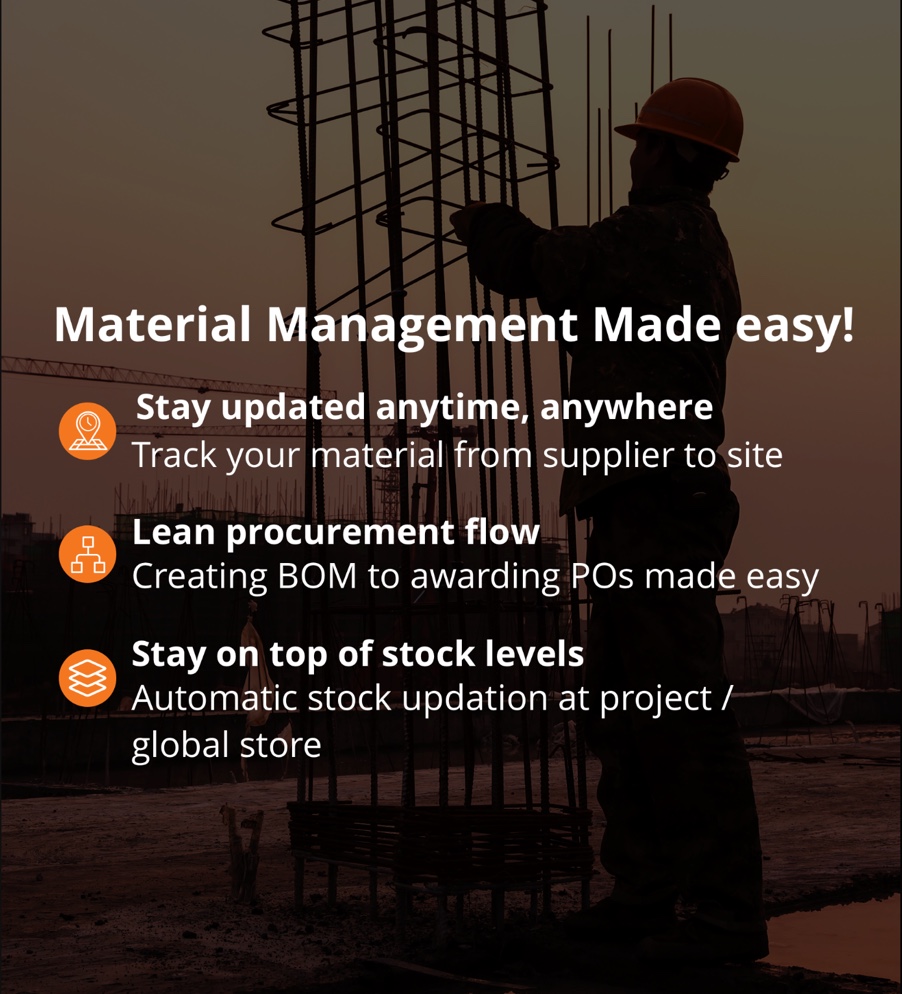 Material Management Made easy!
Stay updated anytime, anywhere
Track your material from supplier to site
Lean procurement flow
Creating BOM to awarding POs made easy
Stay on top of stock levels
Automatic stock updation at project /
global store